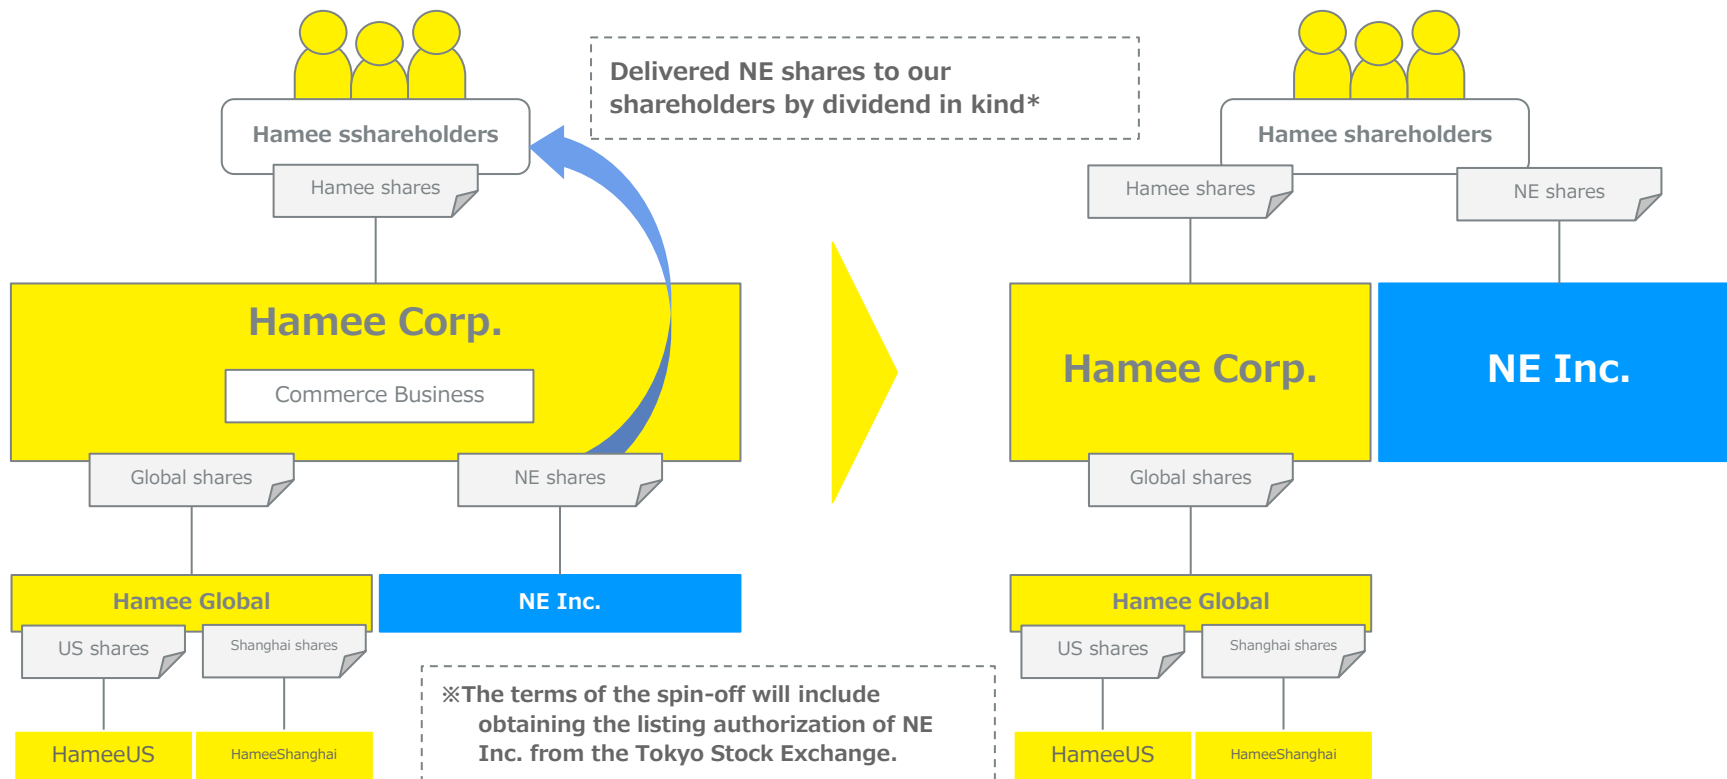 Delivered NE shares to our
shareholders by dividend in kind*
Hamee sshareholders
Hamee shares
Hamee Corp.
Commerce Business
Global shares
NE shares
Hamee Global
NE Inc.
US shares
Shanghai shares
HameeUS
HameeShanghai
※The terms of the spin-off will include
obtaining the listing authorization of NE
Inc. from the Tokyo Stock Exchange.
Hamee shareholders
Hamee shares
NE shares
Hamee Corp.
NE Inc.
Global shares
Hamee Global
US shares
Shanghai shares
HameeUS
HameeShanghai